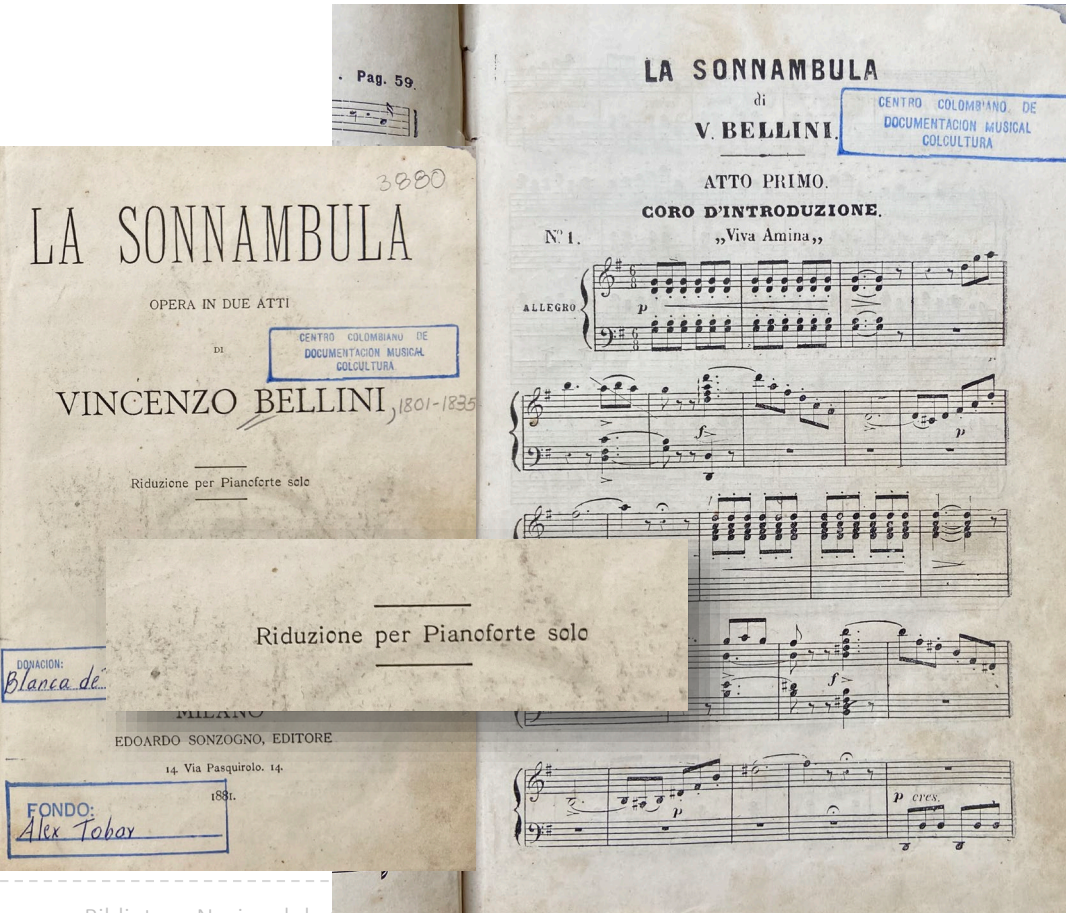 3880
LA SONNAMBULA
OPERA IN DUE ATTI
DI
CENTRO COLOMBIANO DE
DOCUMENTACION MUSICAL
COLCULTURA
VINCENZO BELLINI, 1801-1835
Riduzione per Pianoforte solo
Riduzione per Pianoforte solo
DONACION:
Blanca de
MILANO
EDOARDO SONZOGNO, EDITORE
14. Via Pasquirolo. 14.
1881.
FONDO:
Alex Tobar
. Pag. 59.
LA SONNAMBULA
di
V. BELLINI.
CENTRO COLOMBIANO DE
DOCUMENTACION MUSICAL
COLCULTURA
ATTO PRIMO.
CORO D'INTRODUZIONE.
N.º 1.
„Viva Amina„
ALLEGRO
p
f
p
f
p
p cres.